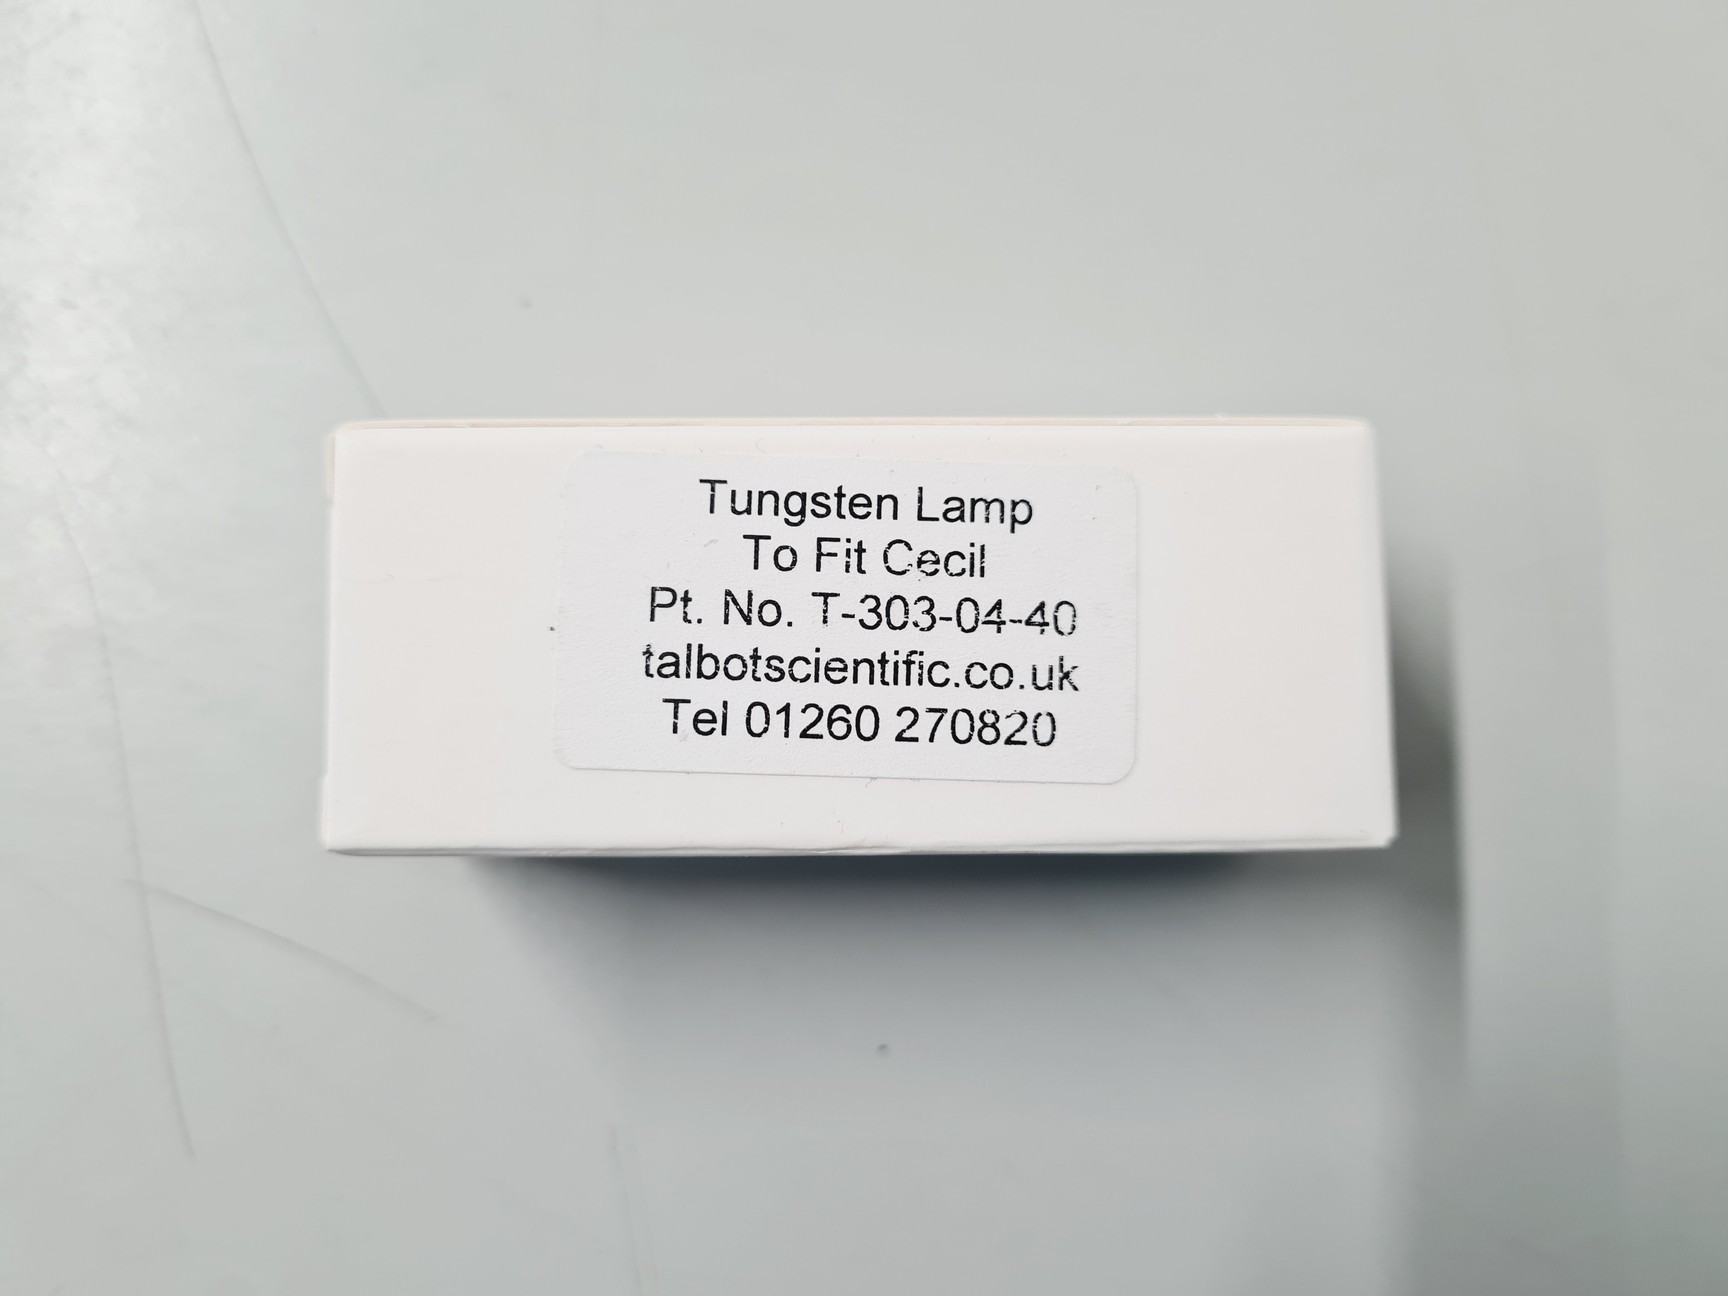 Tungsten Lamp
To Fit Cecil
Pt. No. T-303-04-40
talbotscientific.co.uk
Tel 01260 270820